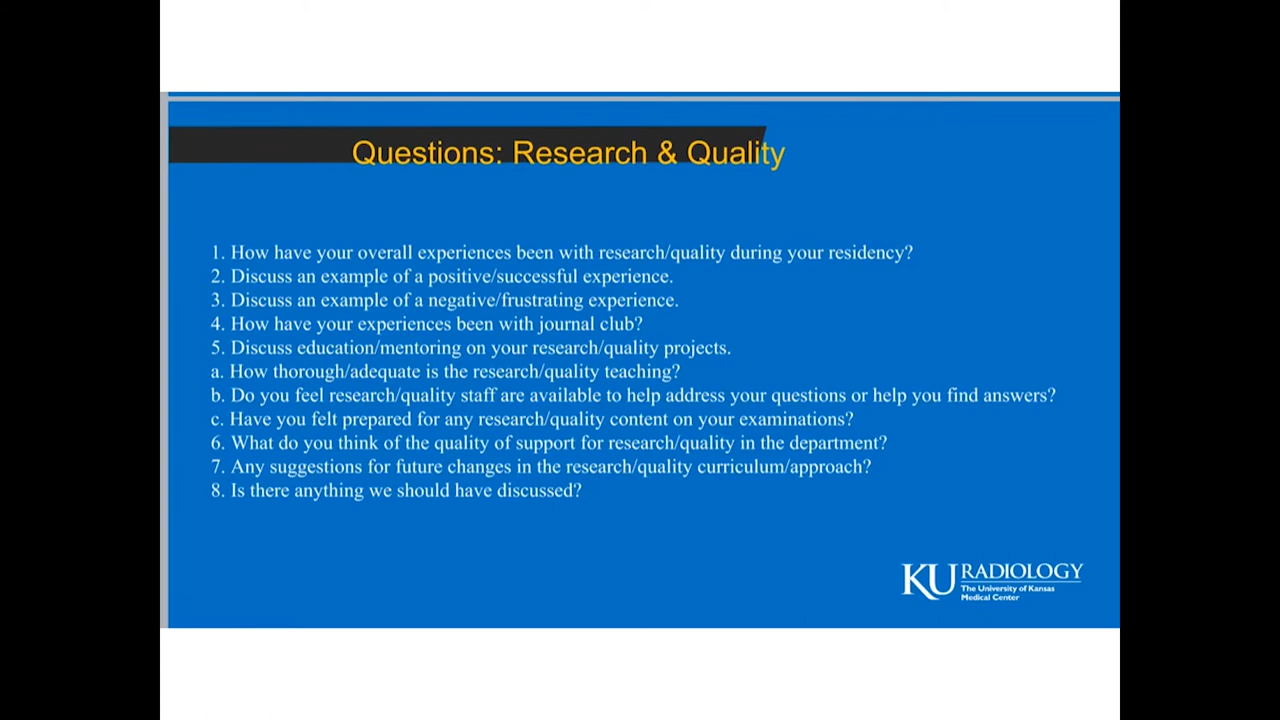 Questions: Research & Quality
1. How have your overall experiences been with research/quality during your residency?
2. Discuss an example of a positive/successful experience.
3. Discuss an example of a negative/frustrating experience.
4. How have your experiences been with journal club?
5. Discuss education/mentoring on your research/quality projects.
a. How thorough/adequate is the research/quality teaching?
b. Do you feel research/quality staff are available to help address your questions or help you find answers?
c. Have you felt prepared for any research/quality content on your examinations?
6. What do you think of the quality of support for research/quality in the department?
7. Any suggestions for future changes in the research/quality curriculum/approach?
8. Is there anything we should have discussed?
KU RADIOLOGY
The University of Kansas
Medical Center